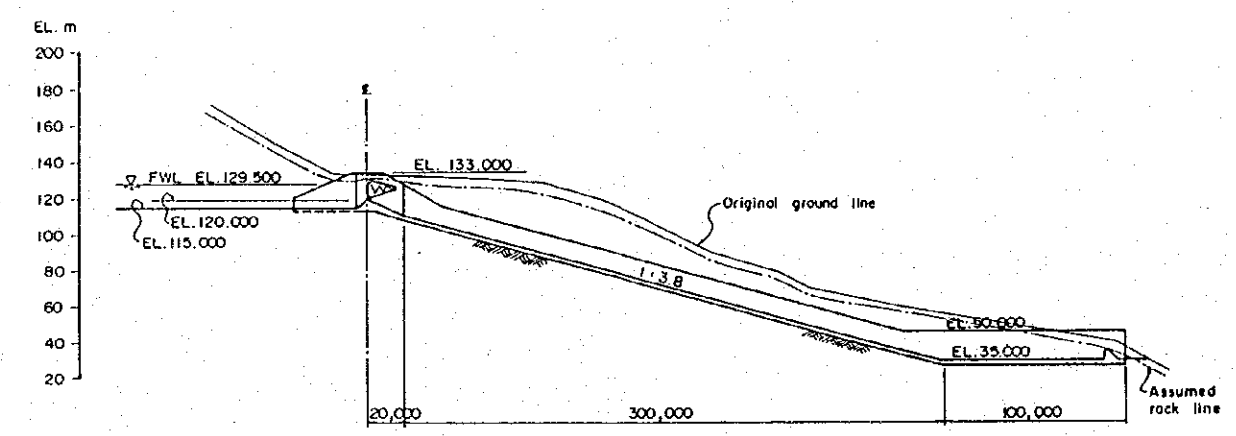 EL. m
200
180
160
140
120
100
80
60
40
20
℄
FWL EL.129.500
EL. 133.000
EL.120.000
EL.115.000
Original ground line
1:3.8
EL.50.000
EL.35.000
Assumed
rock line
20,000
300,000
100,000